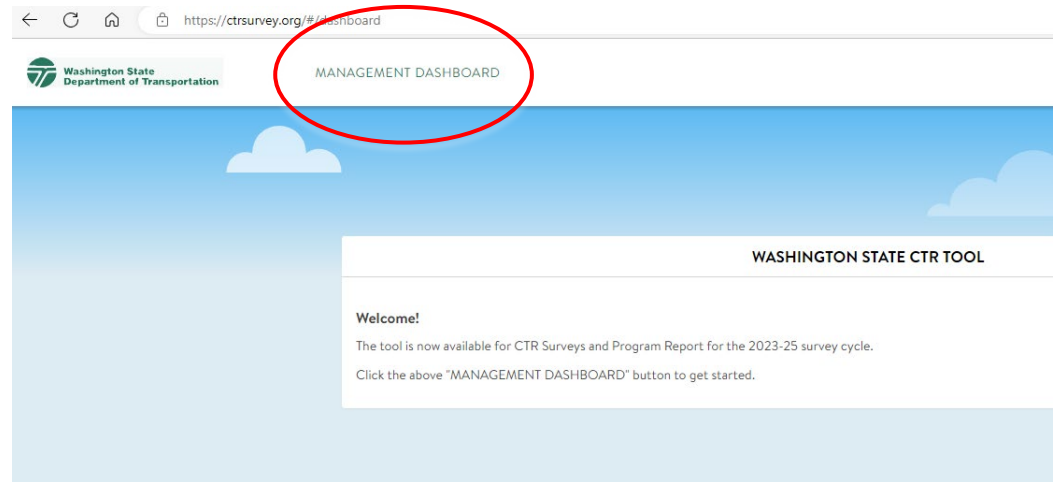 https://ctrsurvey.org/#/dashboard
Washington State
Department of Transportation
MANAGEMENT DASHBOARD
WASHINGTON STATE CTR TOOL
Welcome!
The tool is now available for CTR Surveys and Program Report for the 2023-25 survey cycle.
Click the above "MANAGEMENT DASHBOARD" button to get started.